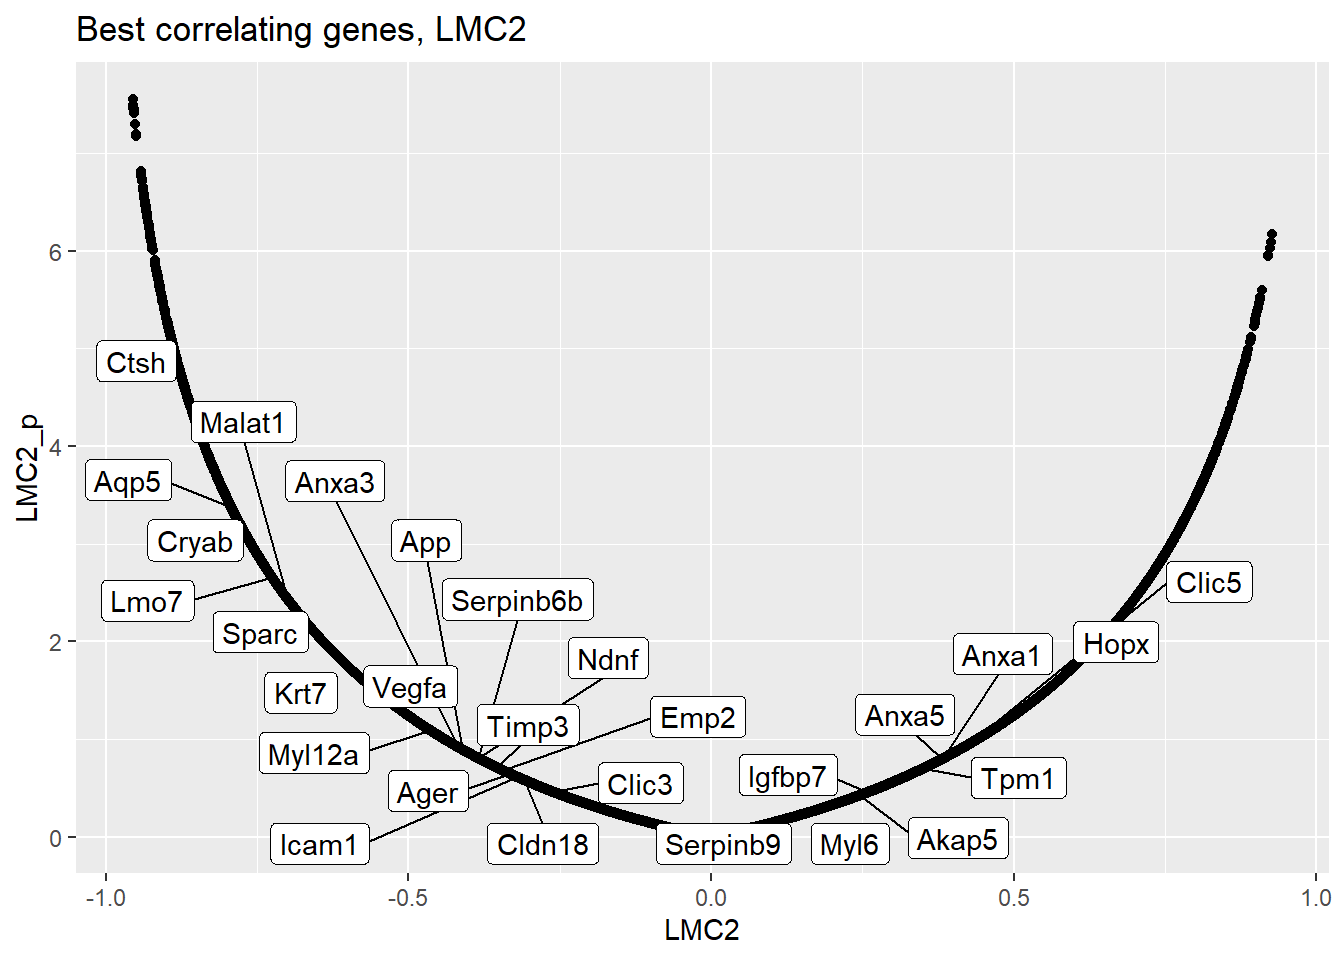 Best correlating genes, LMC2
LMC2_p
6
4
2
0
Ctsh
Malat1
Aqp5
Anxa3
Cryab
App
Lmo7
Serpinb6b
Clic5
Sparc
Hopx
Ndnf
Anxa1
Vegfa
Krt7
Anxa5
Emp2
Timp3
Myl12a
Igfbp7
Tpm1
Clic3
Ager
Icam1
Cldn18
Serpinb9
Myl6
Akap5
-1.0
-0.5
0.0
0.5
1.0
LMC2